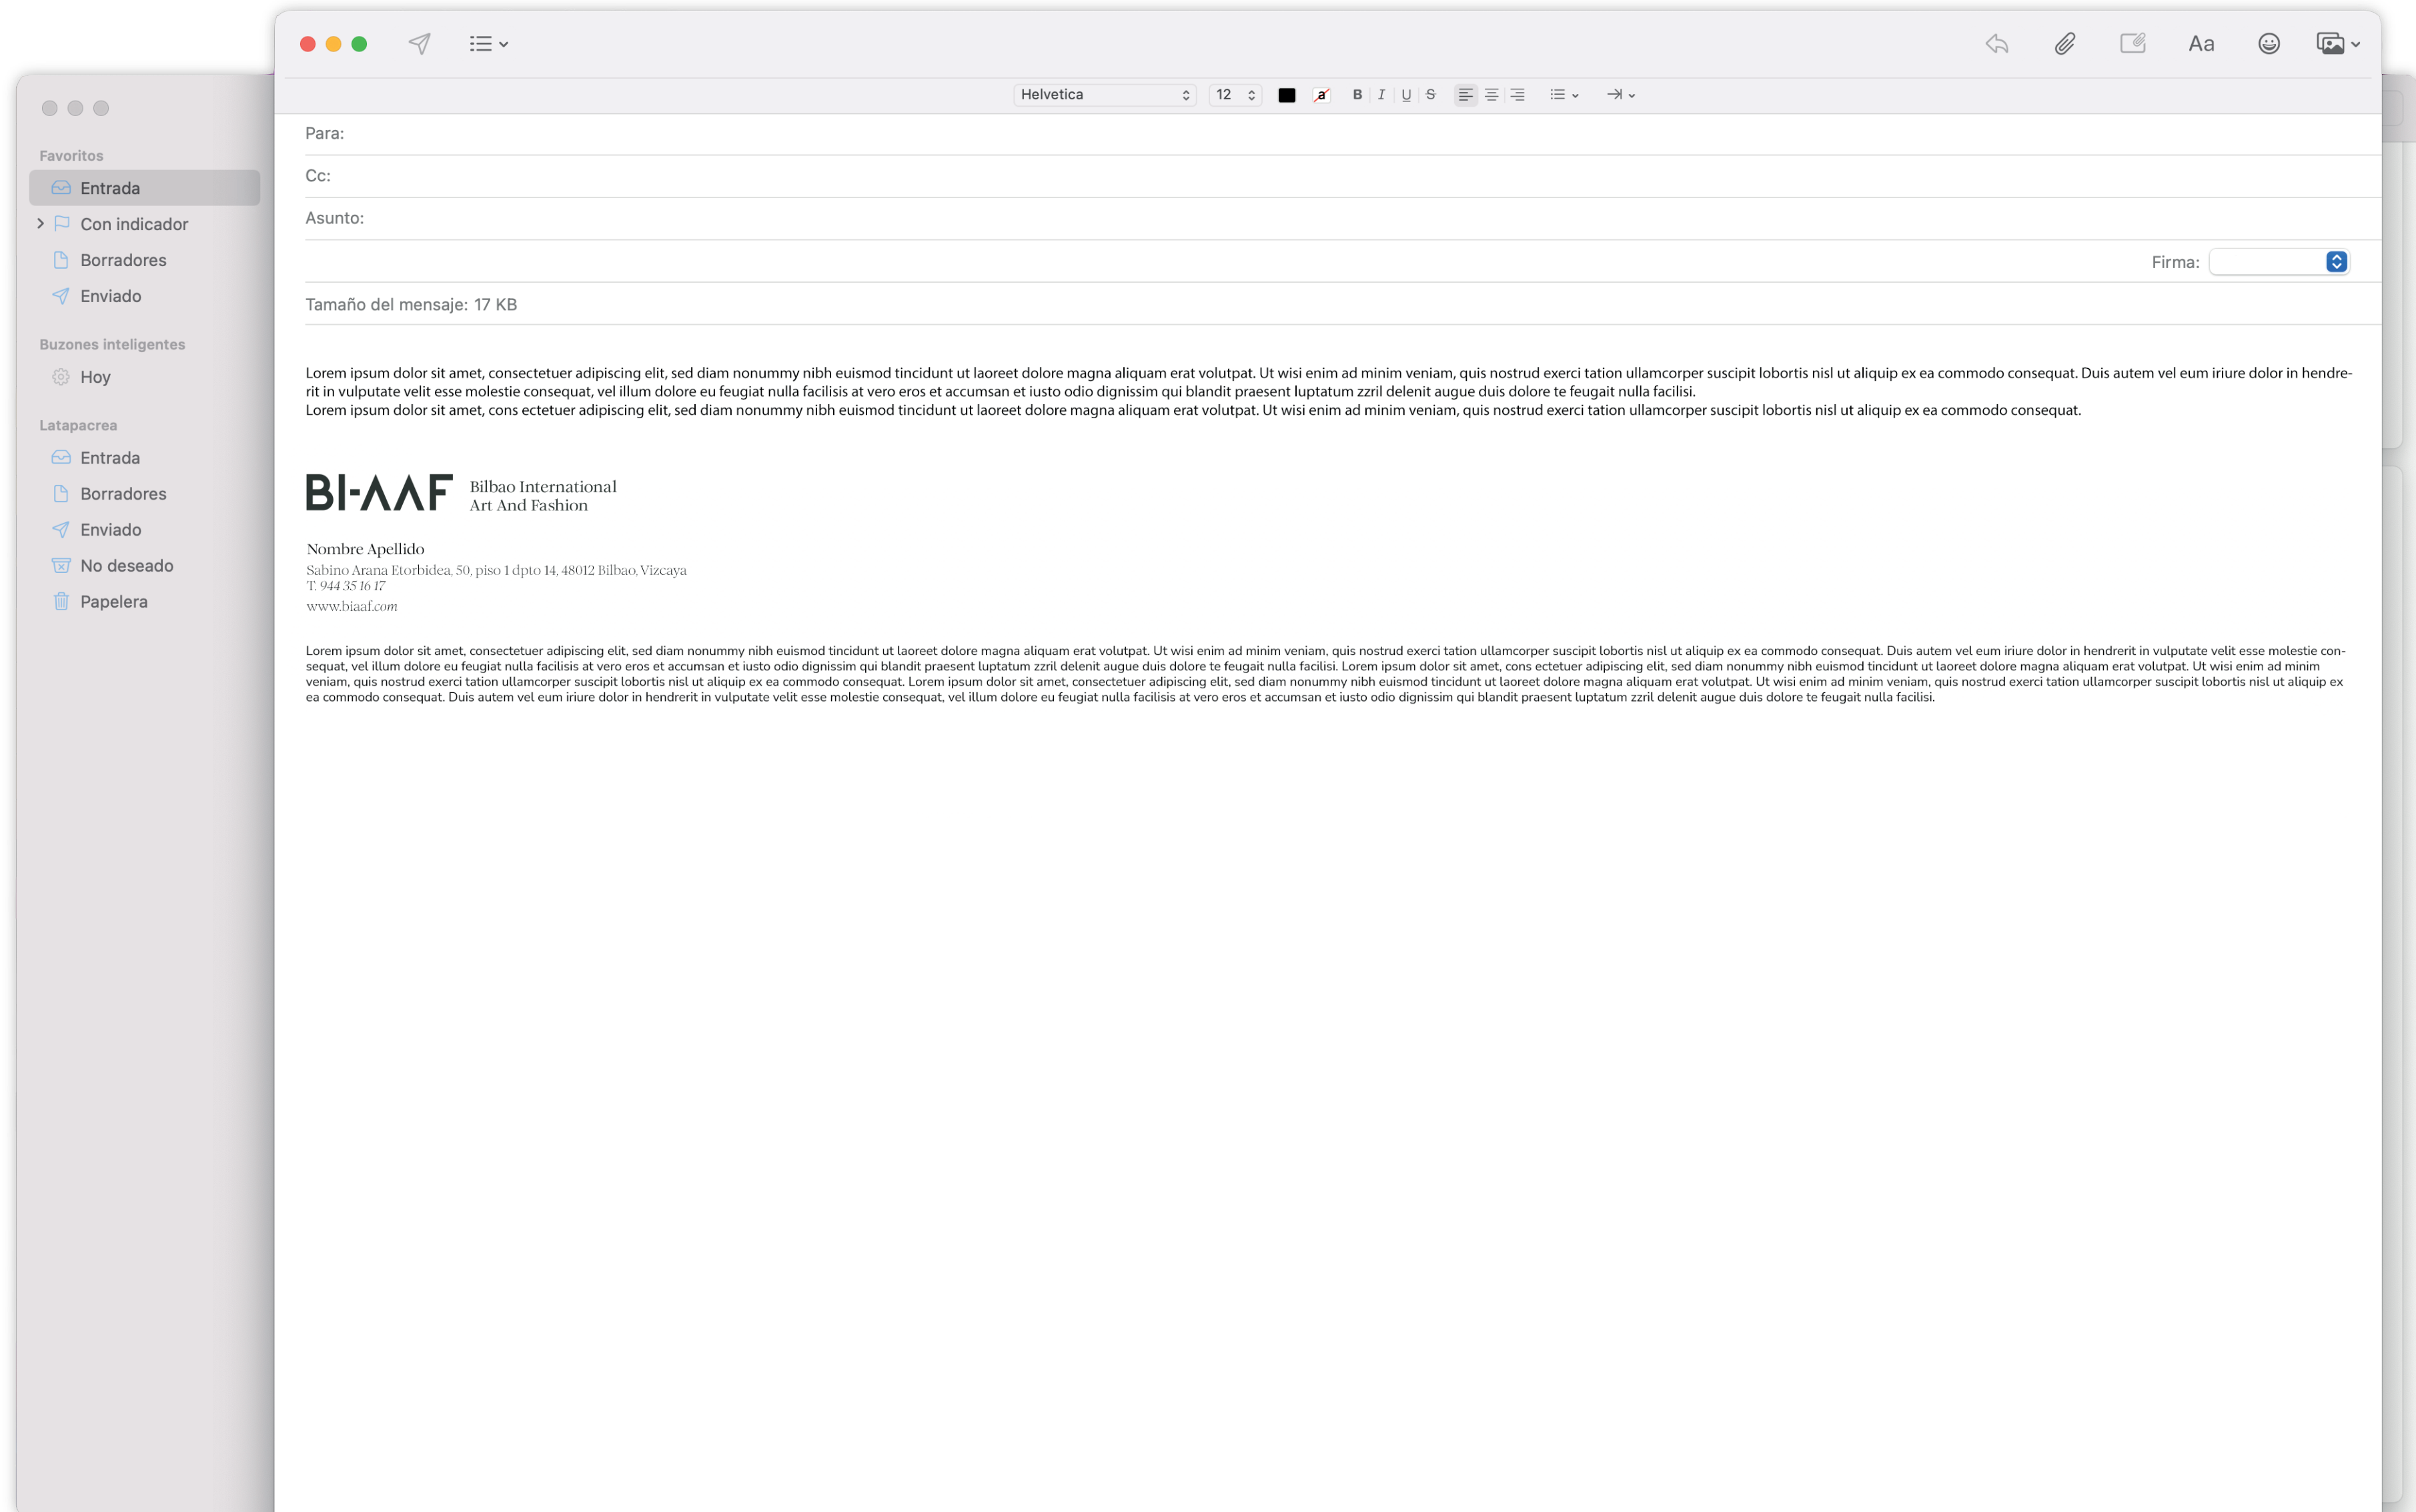 Favoritos
Entrada
Con indicador
Borradores
Enviado
Buzones inteligentes
Hoy
Latapacrea
Entrada
Borradores
Enviado
No deseado
Papelera
Aa
Helvetica
12
a
B I U S
Para:
Cc:
Asunto:
Firma:
Tamaño del mensaje: 17 KB
Lorem ipsum dolor sit amet, consectetuer adipiscing elit, sed diam nonummy nibh euismod tincidunt ut laoreet dolore magna aliquam erat volutpat. Ut wisi enim ad minim veniam, quis nostrud exerci tation ullamcorper suscipit lobortis nisl ut aliquip ex ea commodo consequat. Duis autem vel eum iriure dolor in hendre-
rit in vulputate velit esse molestie consequat, vel illum dolore eu feugiat nulla facilisis at vero eros et accumsan et iusto odio dignissim qui blandit praesent luptatum zzril delenit augue duis dolore te feugait nulla facilisi.
Lorem ipsum dolor sit amet, cons ectetuer adipiscing elit, sed diam nonummy nibh euismod tincidunt ut laoreet dolore magna aliquam erat volutpat. Ut wisi enim ad minim veniam, quis nostrud exerci tation ullamcorper suscipit lobortis nisl ut aliquip ex ea commodo consequat.
BI-AAF
Bilbao International
Art And Fashion
Nombre Apellido
Sabino Arana Etorbidea, 50, piso 1 dpto 14, 48012 Bilbao, Vizcaya
T. 944 35 16 17
www.biaaf.com
Lorem ipsum dolor sit amet, consectetuer adipiscing elit, sed diam nonummy nibh euismod tincidunt ut laoreet dolore magna aliquam erat volutpat. Ut wisi enim ad minim veniam, quis nostrud exerci tation ullamcorper suscipit lobortis nisl ut aliquip ex ea commodo consequat. Duis autem vel eum iriure dolor in hendrerit in vulputate velit esse molestie con-
sequat, vel illum dolore eu feugiat nulla facilisis at vero eros et accumsan et iusto odio dignissim qui blandit praesent luptatum zzril delenit augue duis dolore te feugait nulla facilisi. Lorem ipsum dolor sit amet, cons ectetuer adipiscing elit, sed diam nonummy nibh euismod tincidunt ut laoreet dolore magna aliquam erat volutpat. Ut wisi enim ad minim
veniam, quis nostrud exerci tation ullamcorper suscipit lobortis nisl ut aliquip ex ea commodo consequat. Lorem ipsum dolor sit amet, consectetuer adipiscing elit, sed diam nonummy nibh euismod tincidunt ut laoreet dolore magna aliquam erat volutpat. Ut wisi enim ad minim veniam, quis nostrud exerci tation ullamcorper suscipit lobortis nisl ut aliquip ex
ea commodo consequat. Duis autem vel eum iriure dolor in hendrerit in vulputate velit esse molestie consequat, vel illum dolore eu feugiat nulla facilisis at vero eros et accumsan et iusto odio dignissim qui blandit praesent luptatum zzril delenit augue duis dolore te feugait nulla facilisi.